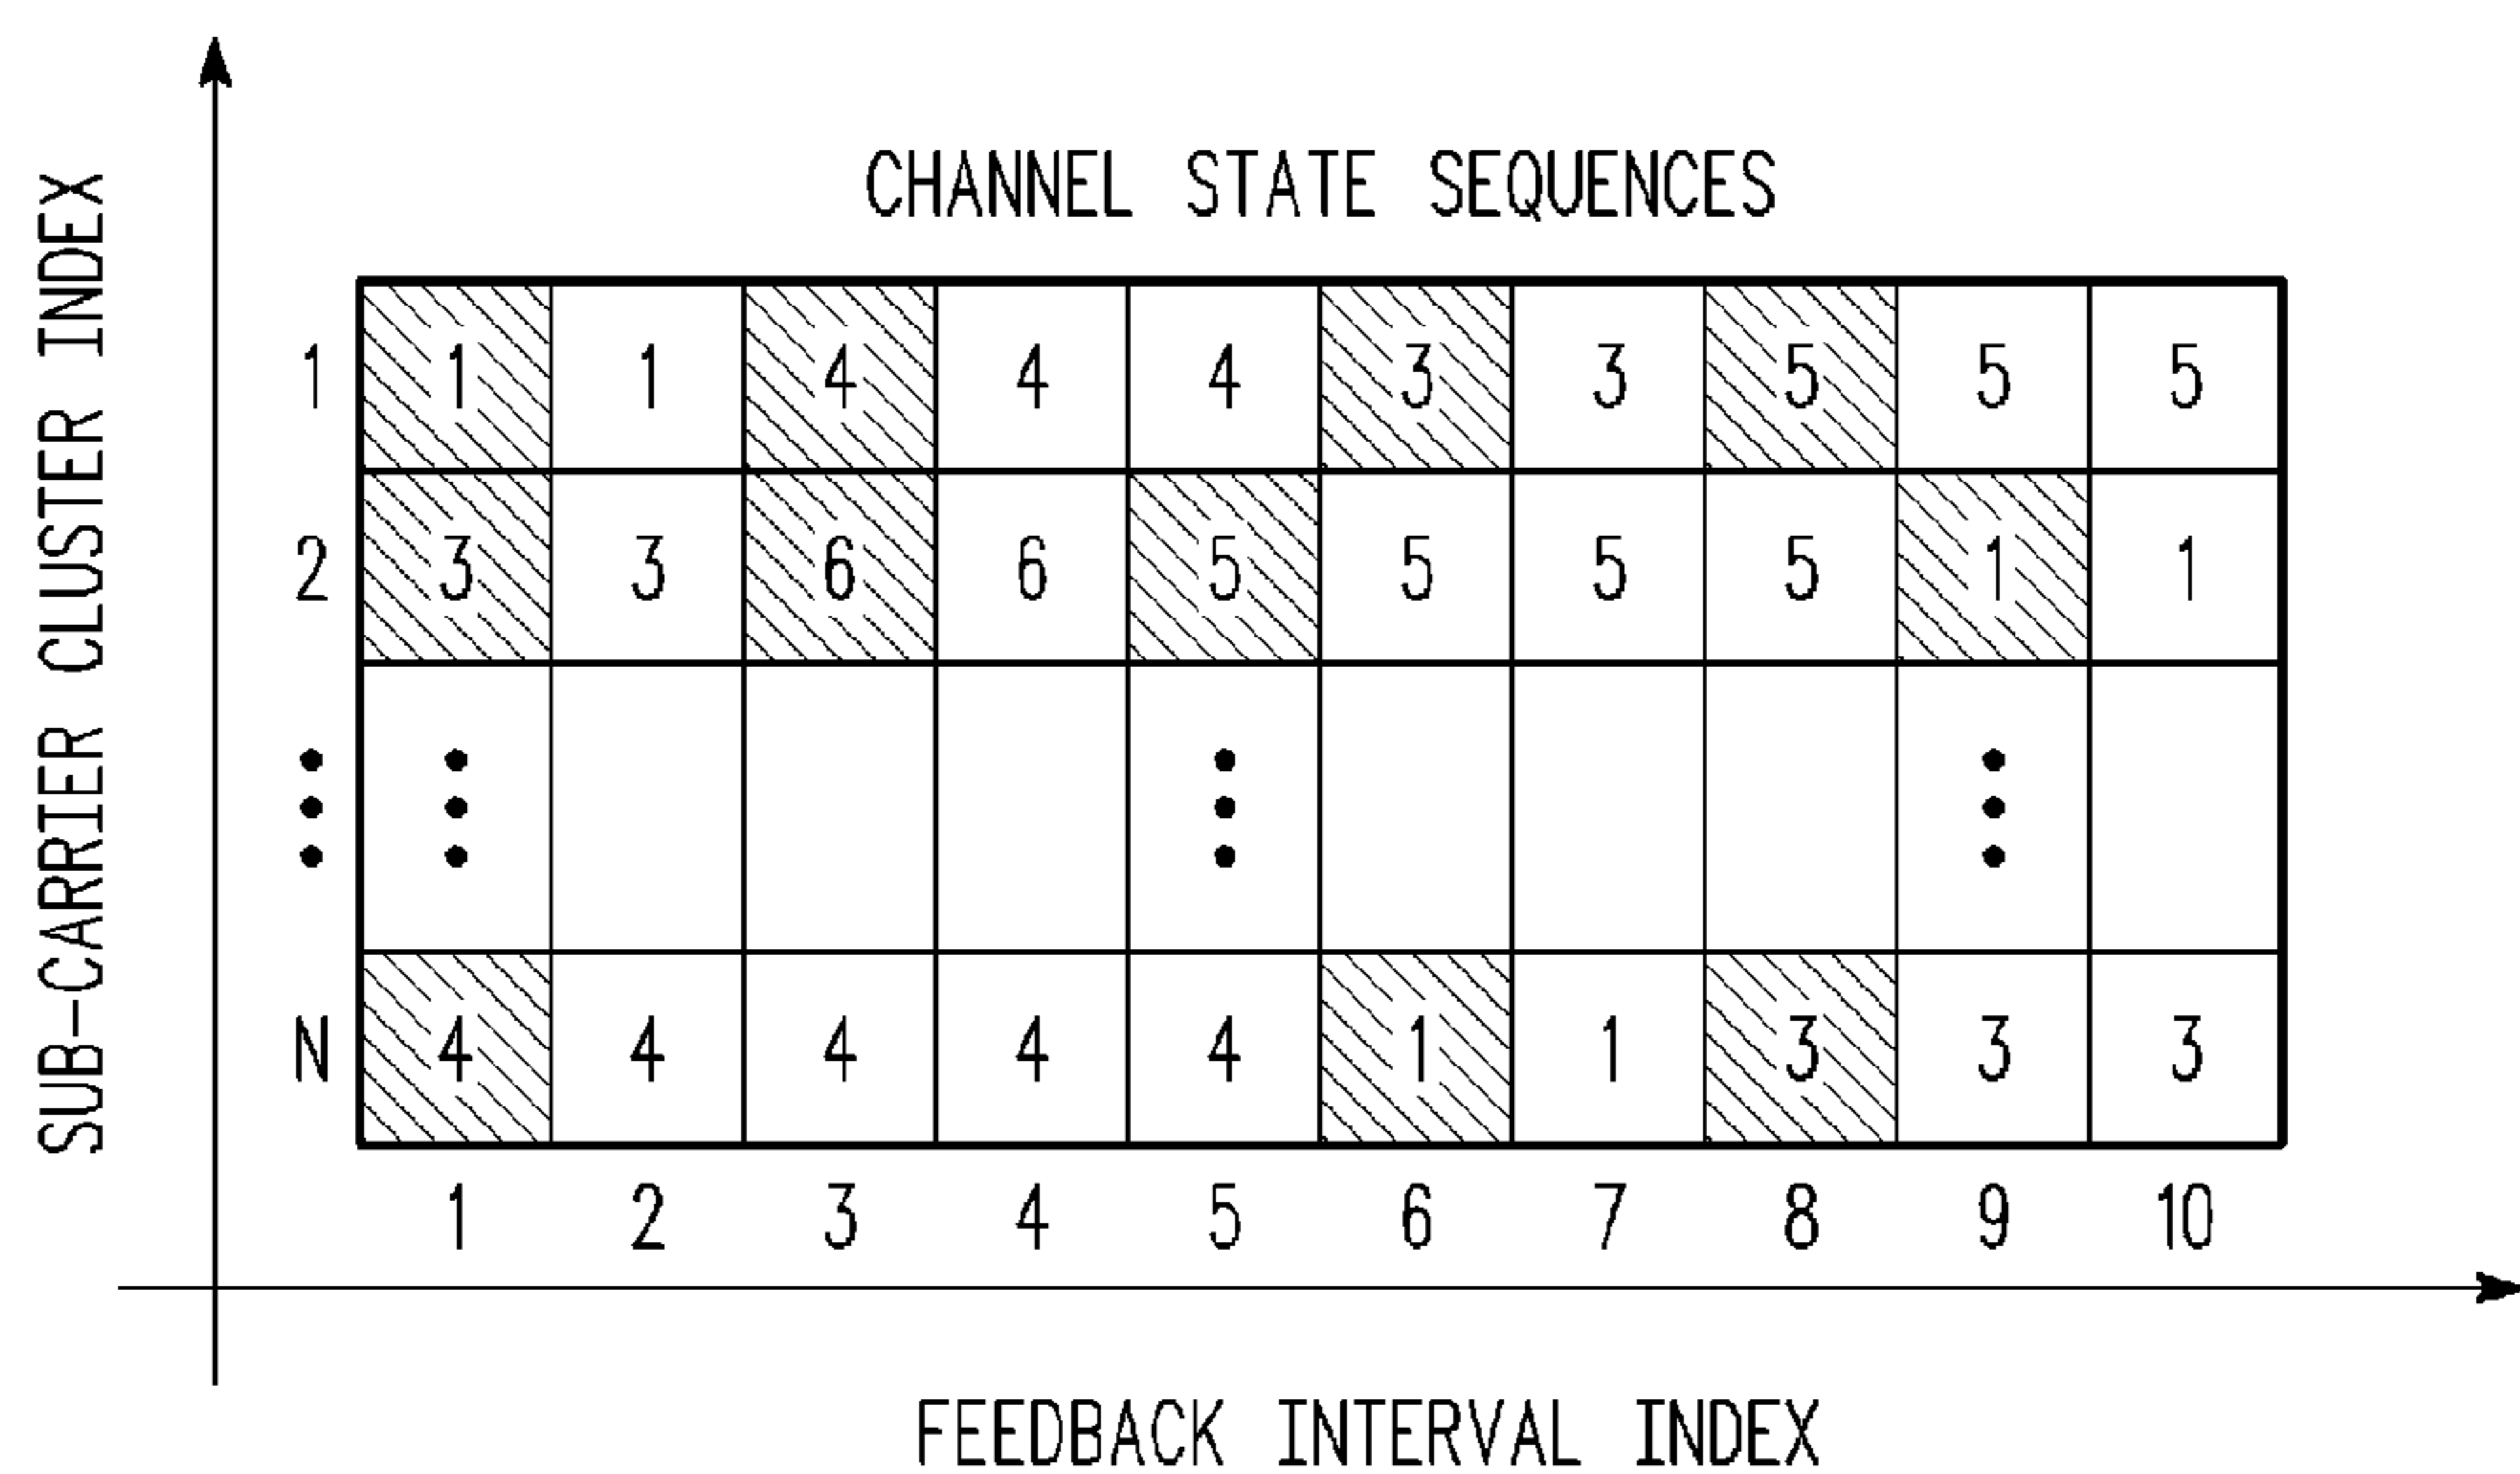 CHANNEL STATE SEQUENCES
SUB-CARRIER CLUSTER INDEX
1 1 1 4 4 4 3 3 5 5 5
2 3 3 6 6 5 5 5 5 1 1
N 4 4 4 4 4 1 1 3 3 3
1 2 3 4 5 6 7 8 9 10
FEEDBACK INTERVAL INDEX